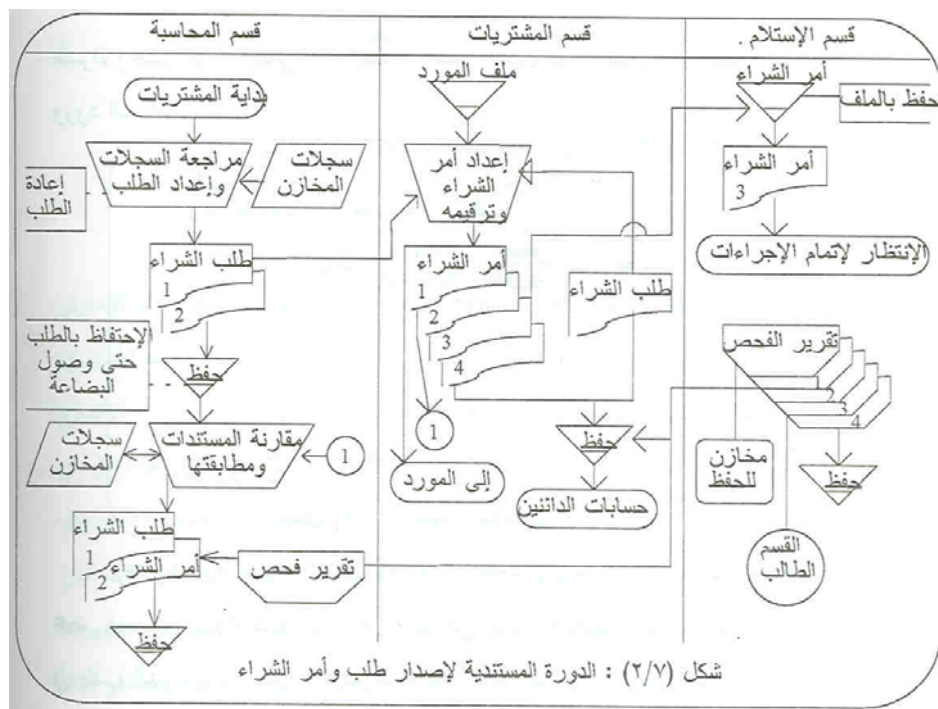 قسم الإستلام .
قسم المشتريات
قسم المحاسبة
أمر الشراء
حفظ بالملف
أمر الشراء
3
الإنتظار لإتمام الإجراءات
تقرير الفحص
2
3
4
مخازن
للحفظ
حفظ
القسم
الطالب
ملف المورد
إعداد أمر
الشراء
وترقيمه
أمر الشراء
1
2
3
4
طلب الشراء
1
حفظ
إلى المورد
حسابات الدائنين
بداية المشتريات
مراجعة السجلات
وإعداد الطلب
سجلات
المخازن
إعادة
الطلب
طلب الشراء
1
2
الإحتفاظ بالطلب
حتى وصول
البضاعة
حفظ
مقارنة المستندات
ومطابقتها
1
سجلات
المخازن
طلب الشراء
1
أمر الشراء
2
تقرير فحص
حفظ
شكل (٢/٧) : الدورة المستندية لإصدار طلب وأمر الشراء